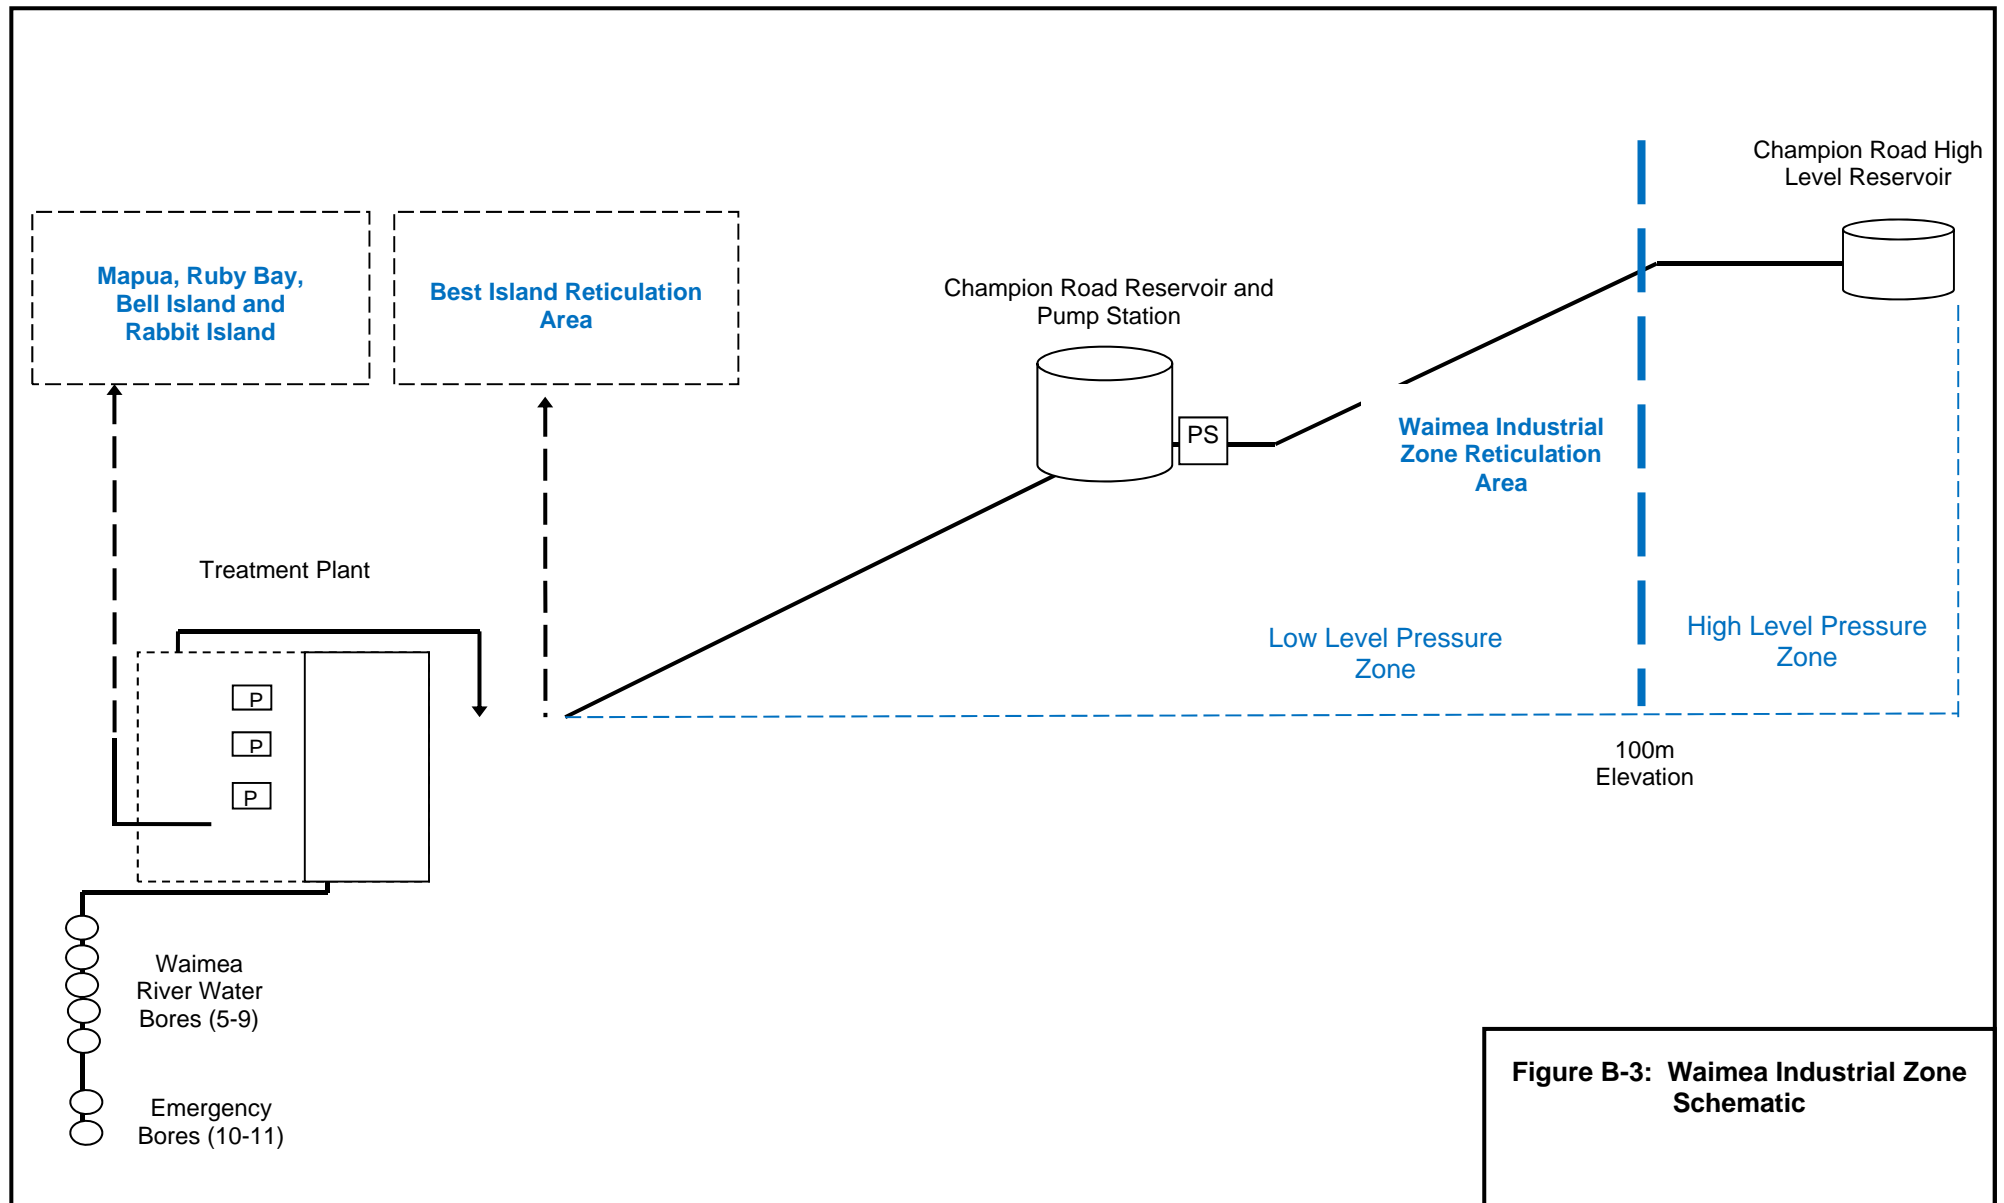 Champion Road High
Level Reservoir
Mapua, Ruby Bay,
Bell Island and
Rabbit Island
Best Island Reticulation
Area
Champion Road Reservoir and
Pump Station
PS
Waimea Industrial
Zone Reticulation
Area
Treatment Plant
Low Level Pressure
Zone
High Level Pressure
Zone
P
P
P
100m
Elevation
Waimea
River Water
Bores (5-9)
Emergency
Bores (10-11)
Figure B-3:  Waimea Industrial Zone
Schematic